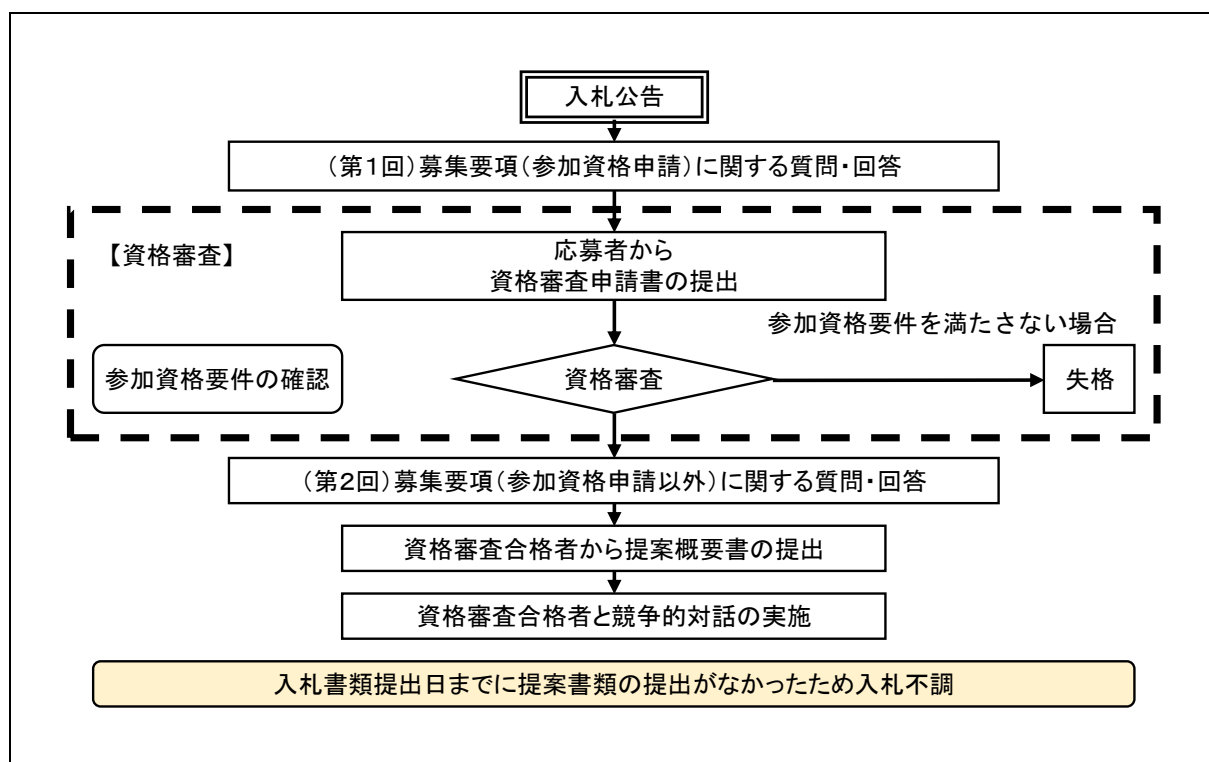 入札公告
(第1回)募集要項(参加資格申請)に関する質問・回答
【資格審査】
応募者から
資格審査申請書の提出
参加資格要件を満たさない場合
参加資格要件の確認
資格審査
失格
(第2回)募集要項(参加資格申請以外)に関する質問・回答
資格審査合格者から提案概要書の提出
資格審査合格者と競争的対話の実施
入札書類提出日までに提案書類の提出がなかったため入札不調